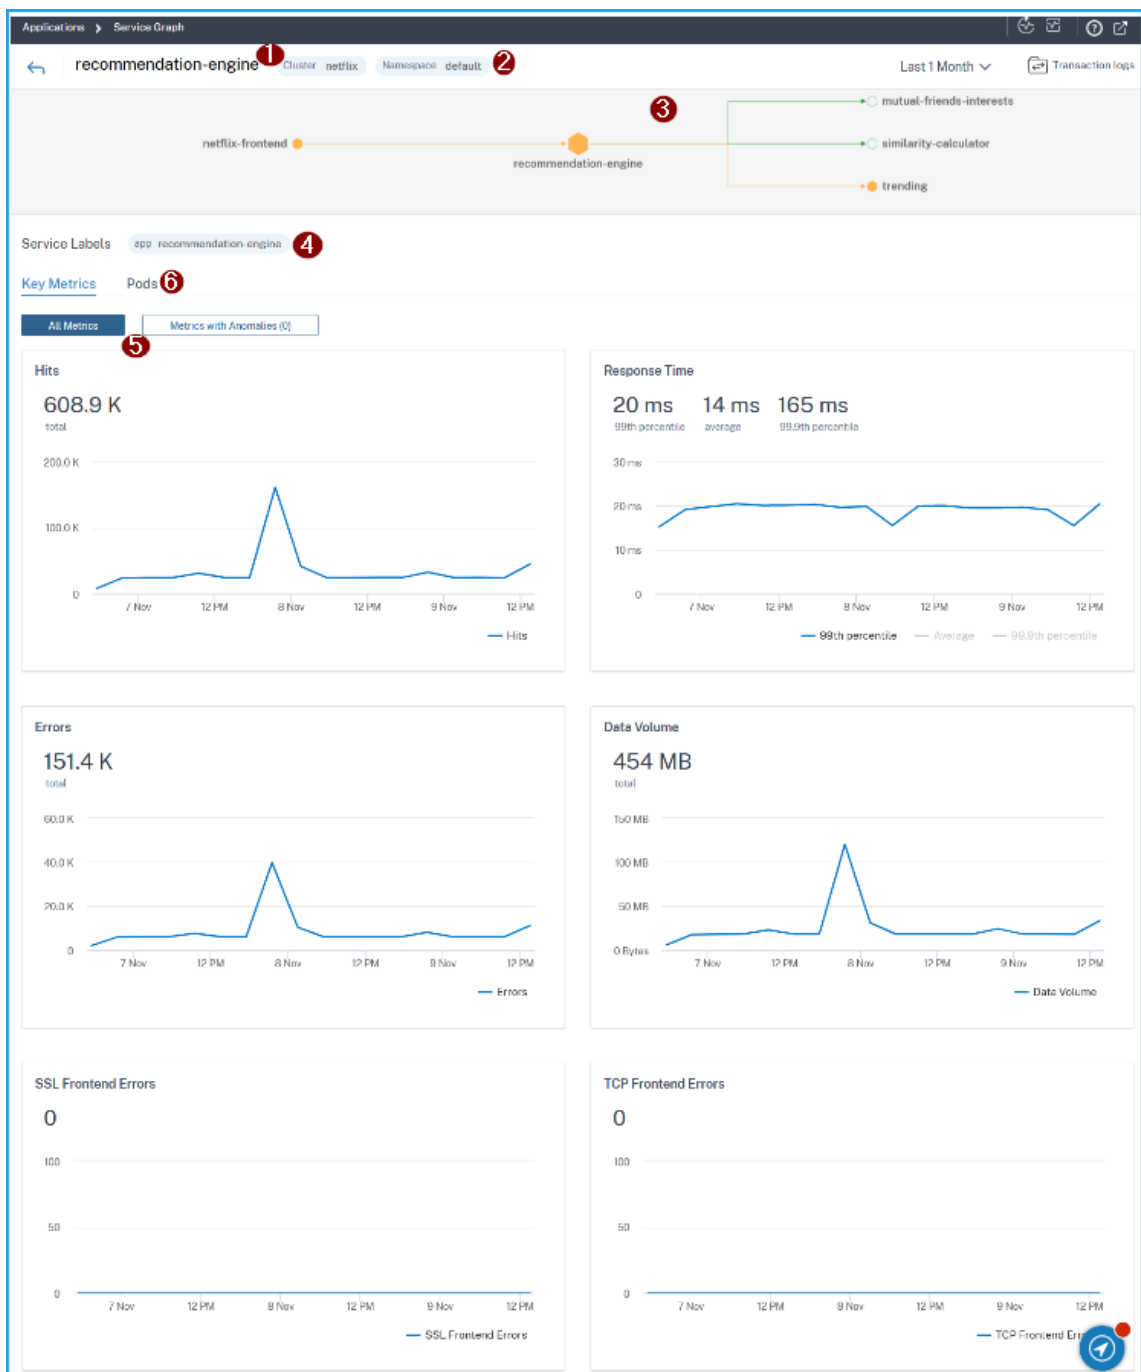 Applications > Service Graph
recommendation-engine 1 Cluster netflix Namespace default 2 Last 1 Month Transaction logs
3
mutual-friends-interests
netflix-frontend
similarity-calculator
recommendation-engine
trending
Service Labels app recommendation-engine 4
Key Metrics Pods 6
All Metrics Metrics with Anomalies (0)
5
Hits
608.9 K
total
200.0 K
100.0 K
0
7 Nov 12 PM 8 Nov 12 PM 9 Nov 12 PM
Hits
Response Time
20 ms 14 ms 165 ms
99th percentile average 99.9th percentile
30 ms
20 ms
10 ms
0
7 Nov 12 PM 8 Nov 12 PM 9 Nov 12 PM
99th percentile Average 99.9th percentile
Errors
151.4 K
total
60.0 K
40.0 K
20.0 K
0
7 Nov 12 PM 8 Nov 12 PM 9 Nov 12 PM
Errors
Data Volume
454 MB
total
150 MB
100 MB
50 MB
0 Bytes
7 Nov 12 PM 8 Nov 12 PM 9 Nov 12 PM
Data Volume
SSL Frontend Errors
0
100
50
0
7 Nov 12 PM 8 Nov 12 PM 9 Nov 12 PM
SSL Frontend Errors
TCP Frontend Errors
0
100
50
0
7 Nov 12 PM 8 Nov 12 PM 9 Nov 12 PM
TCP Frontend Err